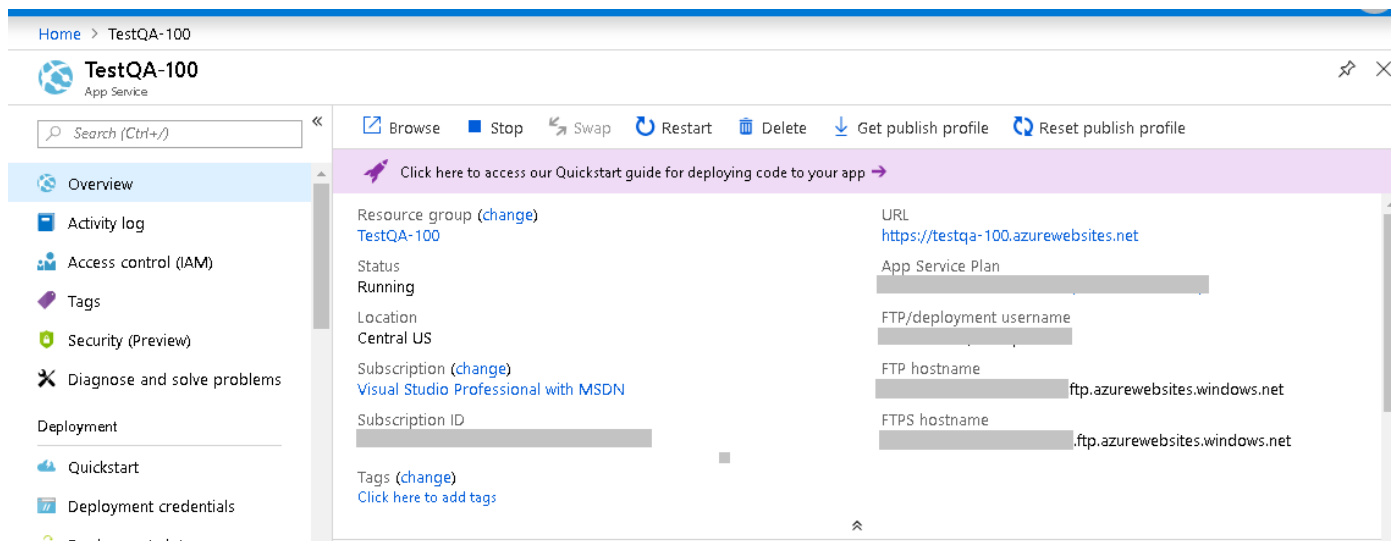 Home > TestQA-100
TestQA-100
App Service
Search (Ctrl+/)
«
Overview
Activity log
Access control (IAM)
Tags
Security (Preview)
Diagnose and solve problems
Deployment
Quickstart
Deployment credentials
Browse Stop Swap Restart Delete Get publish profile Reset publish profile
Click here to access our Quickstart guide for deploying code to your app →
Resource group (change)
TestQA-100
Status
Running
Location
Central US
Subscription (change)
Visual Studio Professional with MSDN
Subscription ID
Tags (change)
Click here to add tags
URL
https://testqa-100.azurewebsites.net
App Service Plan
FTP/deployment username
FTP hostname
ftp.azurewebsites.windows.net
FTPS hostname
.ftp.azurewebsites.windows.net